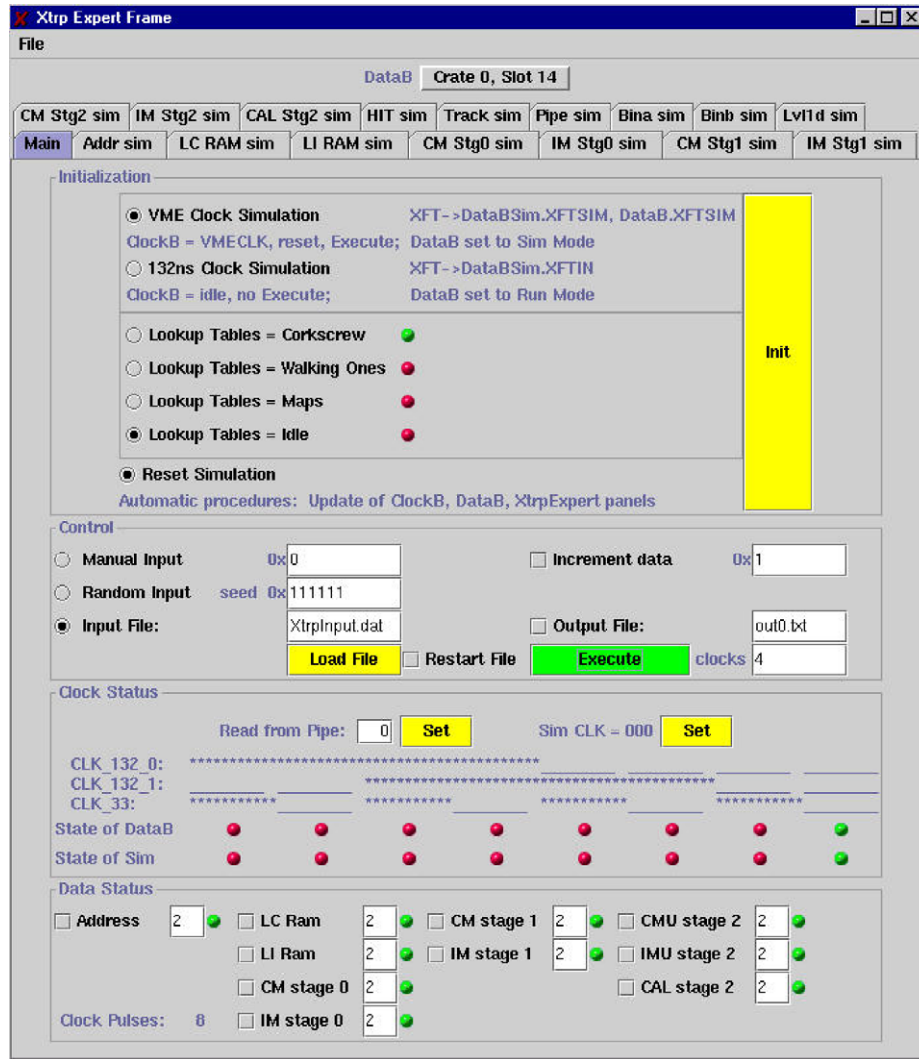 Xtrp Expert Frame
File
DataB Crate 0, Slot 14
CM Stg2 sim IM Stg2 sim CAL Stg2 sim HIT sim Track sim Pipe sim Bina sim Binb sim Lvl1d sim
Main Addr sim LC RAM sim LI RAM sim CM Stg0 sim IM Stg0 sim CM Stg1 sim IM Stg1 sim
Initialization
VME Clock Simulation XFT->DataBSim.XFTSIM, DataB.XFTSIM
ClockB = VMECLK, reset, Execute; DataB set to Sim Mode
132ns Clock Simulation XFT->DataBSim.XFTIN
ClockB = idle, no Execute; DataB set to Run Mode
Lookup Tables = Corkscrew
Init
Lookup Tables = Walking Ones
Lookup Tables = Maps
Lookup Tables = Idle
Reset Simulation
Automatic procedures: Update of ClockB, DataB, XtrpExpert panels
Control
Manual Input 0x 0 Increment data 0x 1
Random Input seed 0x 111111
Input File: XtrpInput.dat Output File: out0.txt
Load File Restart File Execute clocks 4
Clock Status
Read from Pipe: 0 Set Sim CLK = 000 Set
CLK_132_0:
CLK_132_1:
CLK_33:
State of DataB
State of Sim
Data Status
Address 2 LC Ram 2 CM stage 1 2 CMU stage 2 2
LI Ram 2 IM stage 1 2 IMU stage 2 2
CM stage 0 2 CAL stage 2 2
Clock Pulses: 8 IM stage 0 2